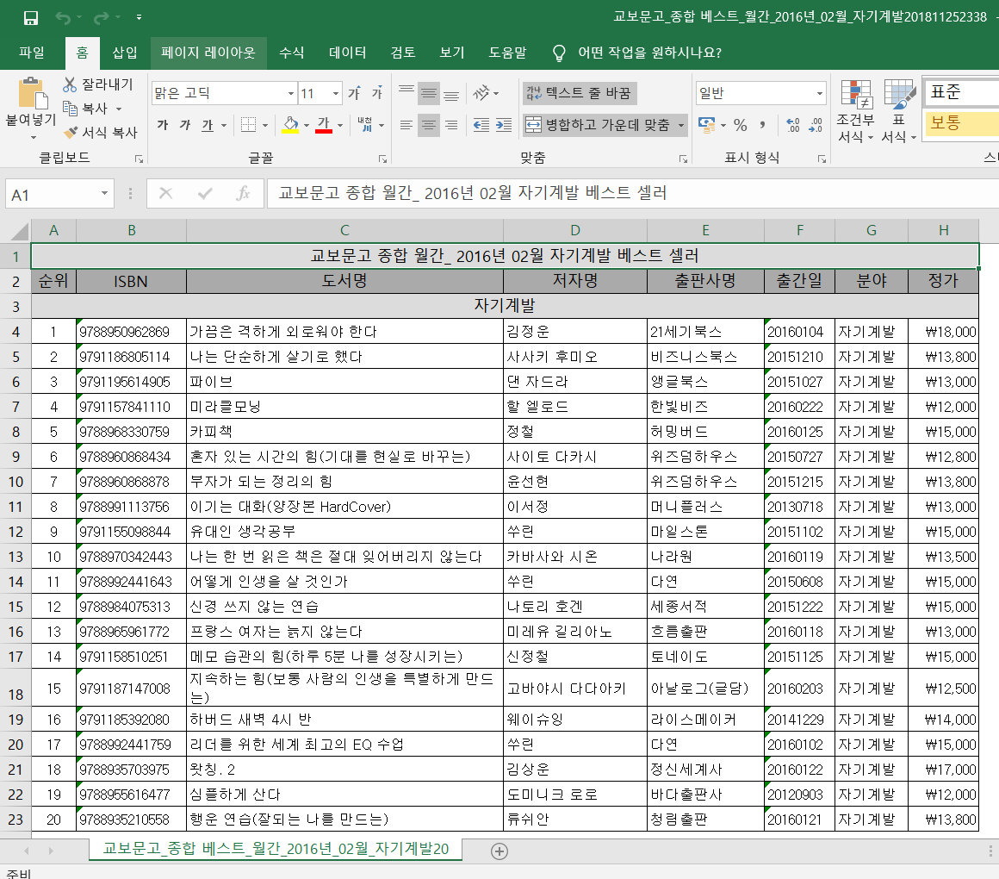 교보문고_종합 베스트_월간_2016년_02월_자기계발201811252338 -
파일 홈 삽입 페이지 레이아웃 수식 데이터 검토 보기 도움말 어떤 작업을 원하시나요?
붙여넣기 잘라내기 복사 서식 복사 클립보드
맑은 고딕 11 가 가 가 가 가 가 내천 川 글꼴
텍스트 줄 바꿈 병합하고 가운데 맞춤 맞춤
일반 % , 표시 형식
조건부 서식 표 서식 표준 보통 스
A1 fx 교보문고 종합 월간_ 2016년 02월 자기계발 베스트 셀러
A B C D E F G H
1 교보문고 종합 월간_ 2016년 02월 자기계발 베스트 셀러
2 순위 ISBN 도서명 저자명 출판사명 출간일 분야 정가
3 자기계발
4 1 9788950962869 가끔은 격하게 외로워야 한다 김정운 21세기북스 20160104 자기계발 ₩18,000
5 2 9791186805114 나는 단순하게 살기로 했다 사사키 후미오 비즈니스북스 20151210 자기계발 ₩13,800
6 3 9791195614905 파이브 댄 자드라 앵글북스 20151027 자기계발 ₩13,000
7 4 9791157841110 미라클모닝 할 엘로드 한빛비즈 20160222 자기계발 ₩12,000
8 5 9788968330759 카피책 정철 허밍버드 20160125 자기계발 ₩15,000
9 6 9788960868434 혼자 있는 시간의 힘(기대를 현실로 바꾸는) 사이토 다카시 위즈덤하우스 20150727 자기계발 ₩12,800
10 7 9788960868878 부자가 되는 정리의 힘 윤선현 위즈덤하우스 20151215 자기계발 ₩13,800
11 8 9788991113756 이기는 대화(양장본 HardCover) 이서정 머니플러스 20130718 자기계발 ₩13,000
12 9 9791155098844 유대인 생각공부 쑤린 마일스톤 20151102 자기계발 ₩15,000
13 10 9788970342443 나는 한 번 읽은 책은 절대 잊어버리지 않는다 카바사와 시온 나라원 20160119 자기계발 ₩13,500
14 11 9788992441643 어떻게 인생을 살 것인가 쑤린 다연 20150608 자기계발 ₩15,000
15 12 9788984075313 신경 쓰지 않는 연습 나토리 호겐 세종서적 20151222 자기계발 ₩15,000
16 13 9788965961772 프랑스 여자는 늙지 않는다 미레유 길리아노 흐름출판 20160118 자기계발 ₩13,000
17 14 9791158510251 메모 습관의 힘(하루 5분 나를 성장시키는) 신정철 토네이도 20151125 자기계발 ₩15,000
18 15 9791187147008 지속하는 힘(보통 사람의 인생을 특별하게 만드는) 고바야시 다다아키 아날로그(글담) 20160203 자기계발 ₩12,500
19 16 9791185392080 하버드 새벽 4시 반 웨이슈잉 라이스메이커 20141229 자기계발 ₩14,000
20 17 9788992441759 리더를 위한 세계 최고의 EQ 수업 쑤린 다연 20160102 자기계발 ₩15,000
21 18 9788935703975 왓칭. 2 김상운 정신세계사 20160122 자기계발 ₩17,000
22 19 9788955616477 심플하게 산다 도미니크 로로 바다출판사 20120903 자기계발 ₩12,000
23 20 9788935210558 행운 연습(잘되는 나를 만드는) 류쉬안 청림출판 20160121 자기계발 ₩13,800
교보문고_종합 베스트_월간_2016년_02월_자기계발20
준비